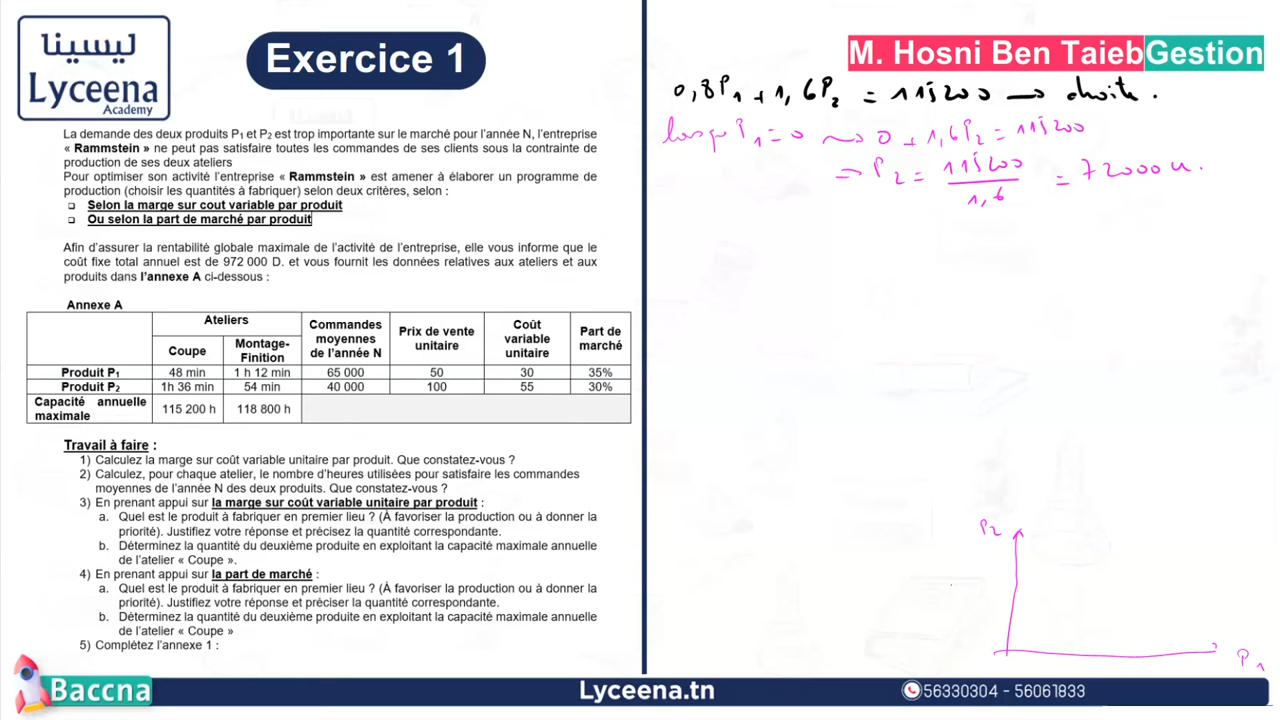 ليسينا
Lyceena
Academy
Exercice 1
M. Hosni Ben Taieb Gestion
La demande des deux produits P1 et P2 est trop importante sur le marché pour l'année N, l'entreprise
« Rammstein » ne peut pas satisfaire toutes les commandes de ses clients sous la contrainte de
production de ses deux ateliers
Pour optimiser son activité l'entreprise « Rammstein » est amener à élaborer un programme de
production (choisir les quantités à fabriquer) selon deux critères, selon :
❑ Selon la marge sur cout variable par produit
❑ Ou selon la part de marché par produit
Afin d'assurer la rentabilité globale maximale de l'activité de l'entreprise, elle vous informe que le
coût fixe total annuel est de 972 000 D. et vous fournit les données relatives aux ateliers et aux
produits dans l'annexe A ci-dessous :
Annexe A
Ateliers
Coupe
Montage-
Finition
Commandes
moyennes
de l'année N
Prix de vente
unitaire
Coût
variable
unitaire
Part de
marché
Produit P1 48 min 1 h 12 min 65 000 50 30 35%
Produit P2 1h 36 min 54 min 40 000 100 55 30%
Capacité annuelle
maximale
115 200 h 118 800 h
Travail à faire :
1) Calculez la marge sur coût variable unitaire par produit. Que constatez-vous ?
2) Calculez, pour chaque atelier, le nombre d'heures utilisées pour satisfaire les commandes
moyennes de l'année N des deux produits. Que constatez-vous ?
3) En prenant appui sur la marge sur coût variable unitaire par produit :
a. Quel est le produit à fabriquer en premier lieu ? (À favoriser la production ou à donner la
priorité). Justifiez votre réponse et précisez la quantité correspondante.
b. Déterminez la quantité du deuxième produite en exploitant la capacité maximale annuelle
de l'atelier « Coupe ».
4) En prenant appui sur la part de marché :
a. Quel est le produit à fabriquer en premier lieu ? (À favoriser la production ou à donner la
priorité). Justifiez votre réponse et préciser la quantité correspondante.
b. Déterminez la quantité du deuxième produite en exploitant la capacité maximale annuelle
de l'atelier « Coupe »
5) Complétez l'annexe 1 :
0,8P1 + 1,6P2 = 115200 → droite.
lorsq P1 = 0 → 0 + 1,6P2 = 115200
⇒ P2 = 115200 / 1,6 = 72000 u.
P2
P1
Baccna
Lyceena.tn
56330304 - 56061833